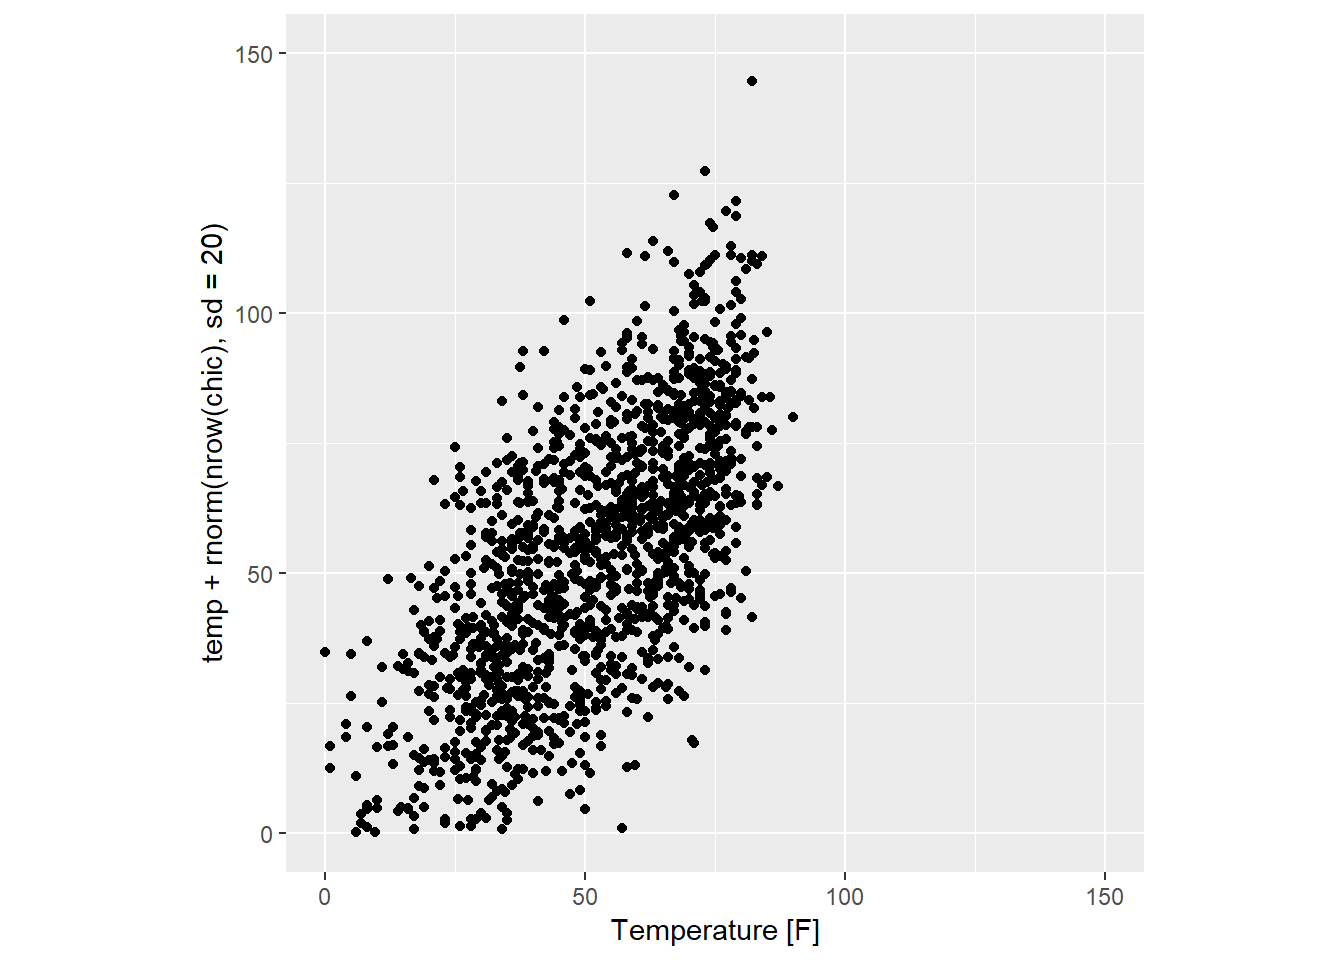 150
100
50
0
temp + rnorm(nrow(chic), sd = 20)
0 50 100 150
Temperature [F]